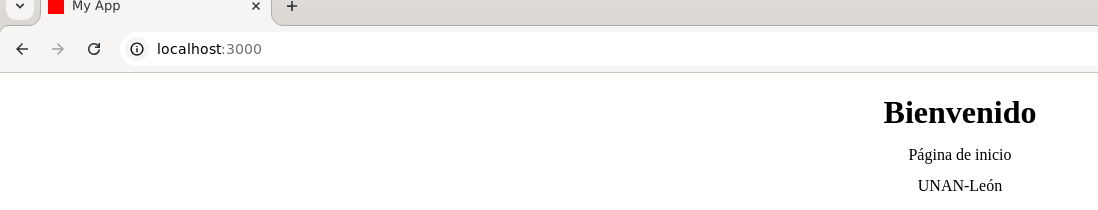 My App
localhost:3000
Bienvenido
Página de inicio
UNAN-León